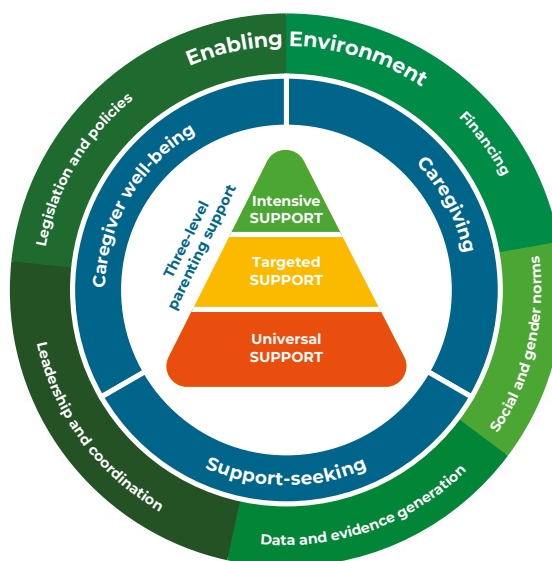 Enabling Environment
Legislation and policies
Financing
Social and gender norms
Data and evidence generation
Leadership and coordination
Caregiver well-being
Caregiving
Support-seeking
Three-level
parenting support
Intensive
SUPPORT
Targeted
SUPPORT
Universal
SUPPORT